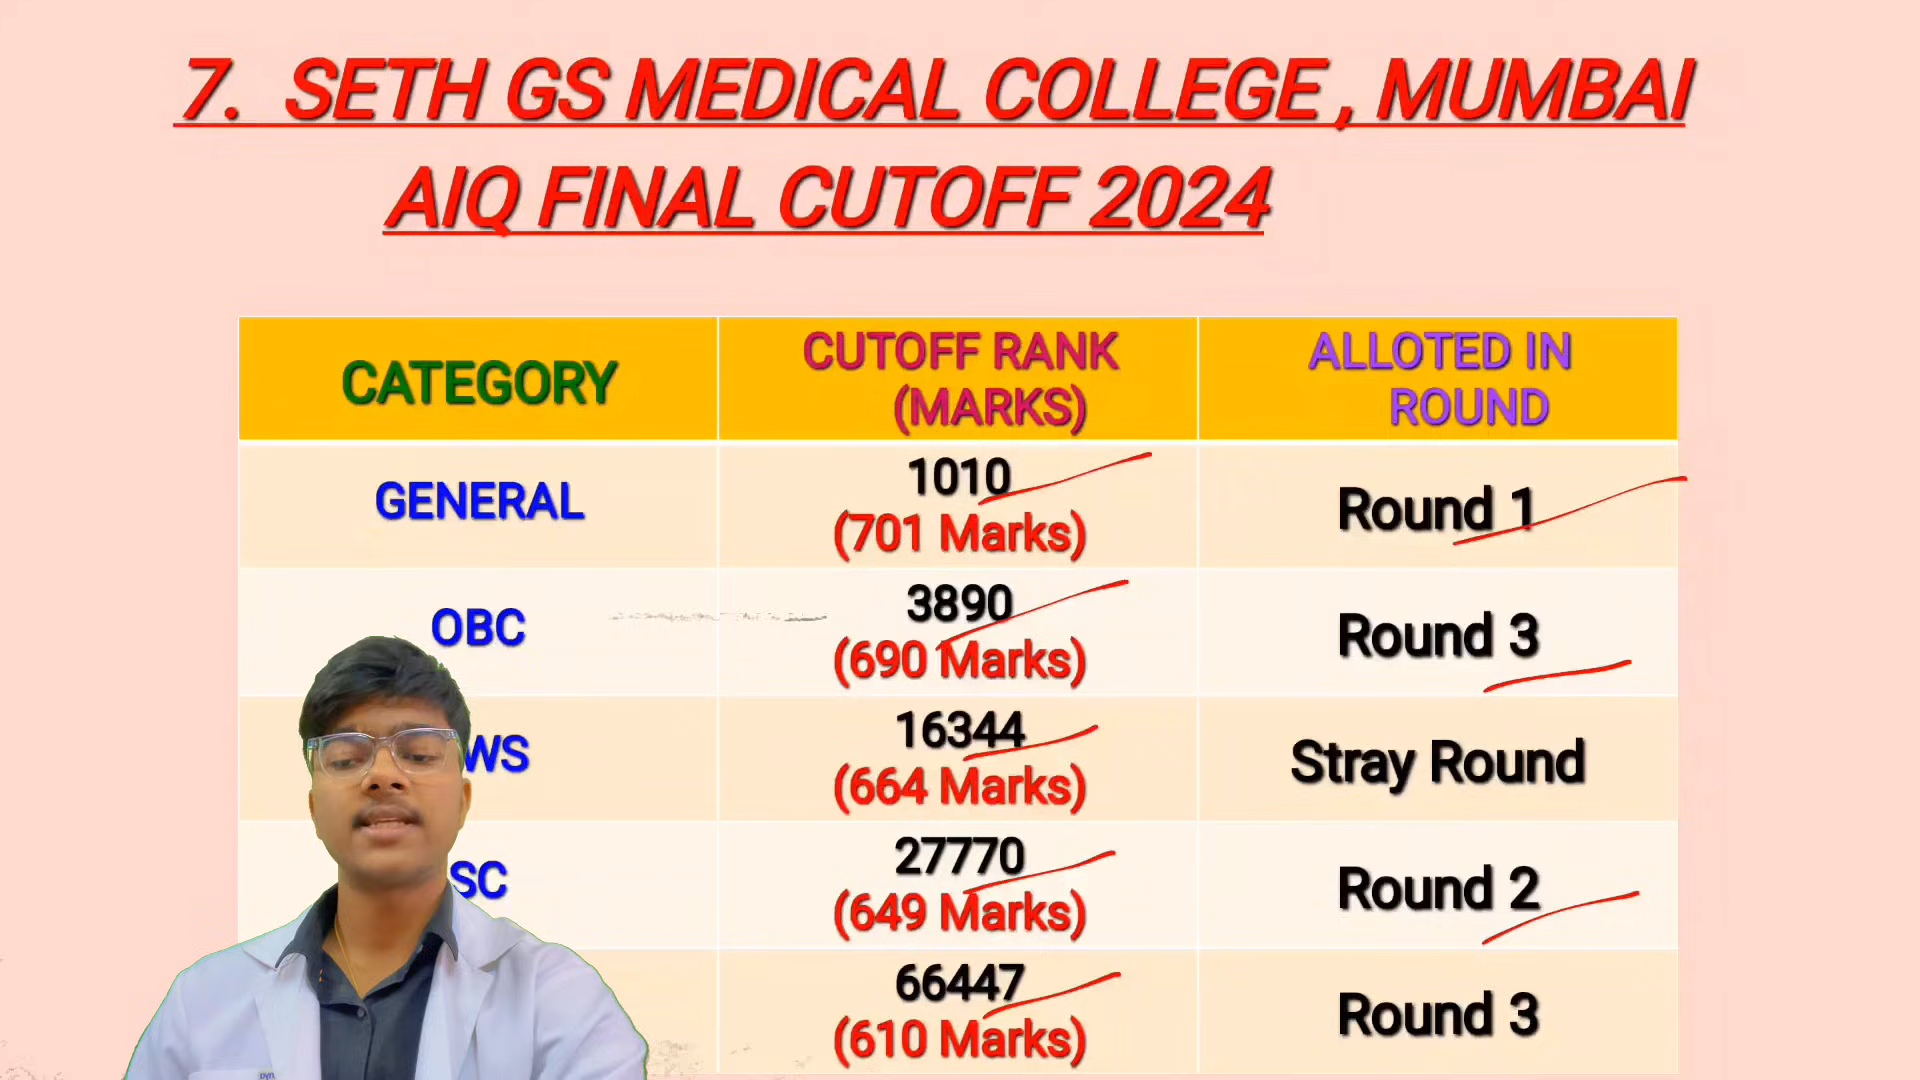 7. SETH GS MEDICAL COLLEGE , MUMBAI
AIQ FINAL CUTOFF 2024
CATEGORY
CUTOFF RANK
(MARKS)
ALLOTED IN
ROUND
GENERAL
1010
(701 Marks)
Round 1
OBC
3890
(690 Marks)
Round 3
WS
16344
(664 Marks)
Stray Round
SC
27770
(649 Marks)
Round 2
66447
(610 Marks)
Round 3